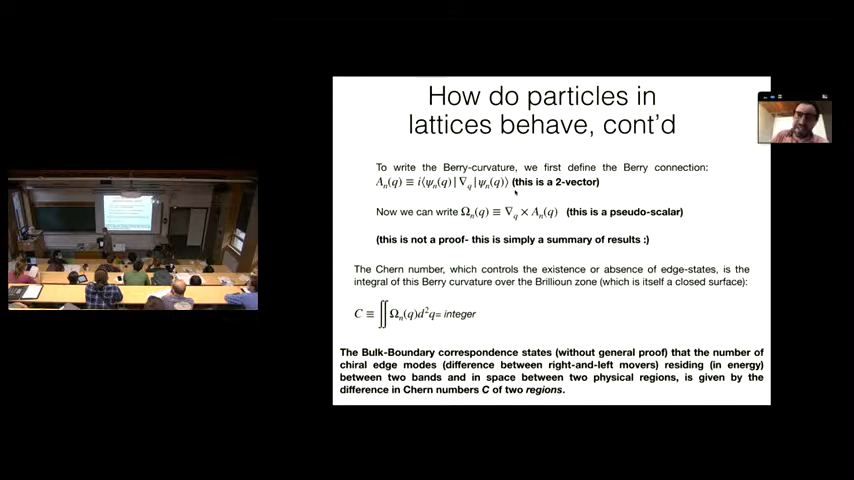 How do particles in
lattices behave, cont'd
To write the Berry-curvature, we first define the Berry connection:
Aₙ(q) ≡ i⟨ψₙ(q) | ∇_q | ψₙ(q)⟩ (this is a 2-vector)
Now we can write Ωₙ(q) ≡ ∇_q × Aₙ(q) (this is a pseudo-scalar)
(this is not a proof- this is simply a summary of results :)
The Chern number, which controls the existence or absence of edge-states, is the
integral of this Berry curvature over the Brillioun zone (which is itself a closed surface):
C ≡ ∬ Ωₙ(q)d²q= integer
The Bulk-Boundary correspondence states (without general proof) that the number of
chiral edge modes (difference between right-and-left movers) residing (in energy)
between two bands and in space between two physical regions, is given by the
difference in Chern numbers C of two regions.